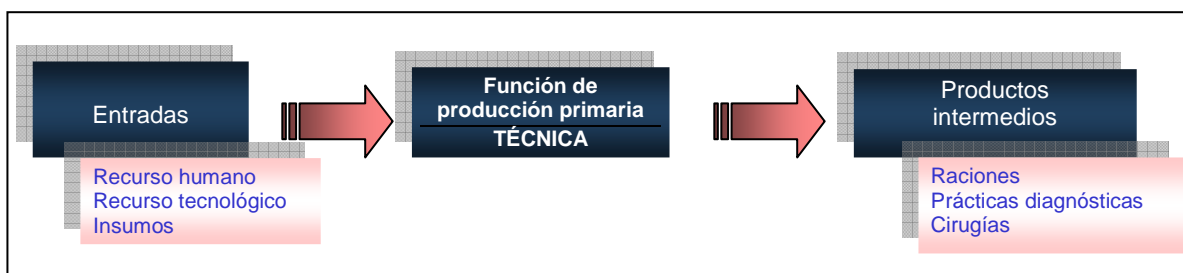 Entradas
Recurso humano
Recurso tecnológico
Insumos
Función de
producción primaria
TÉCNICA
Productos
intermedios
Raciones
Prácticas diagnósticas
Cirugías